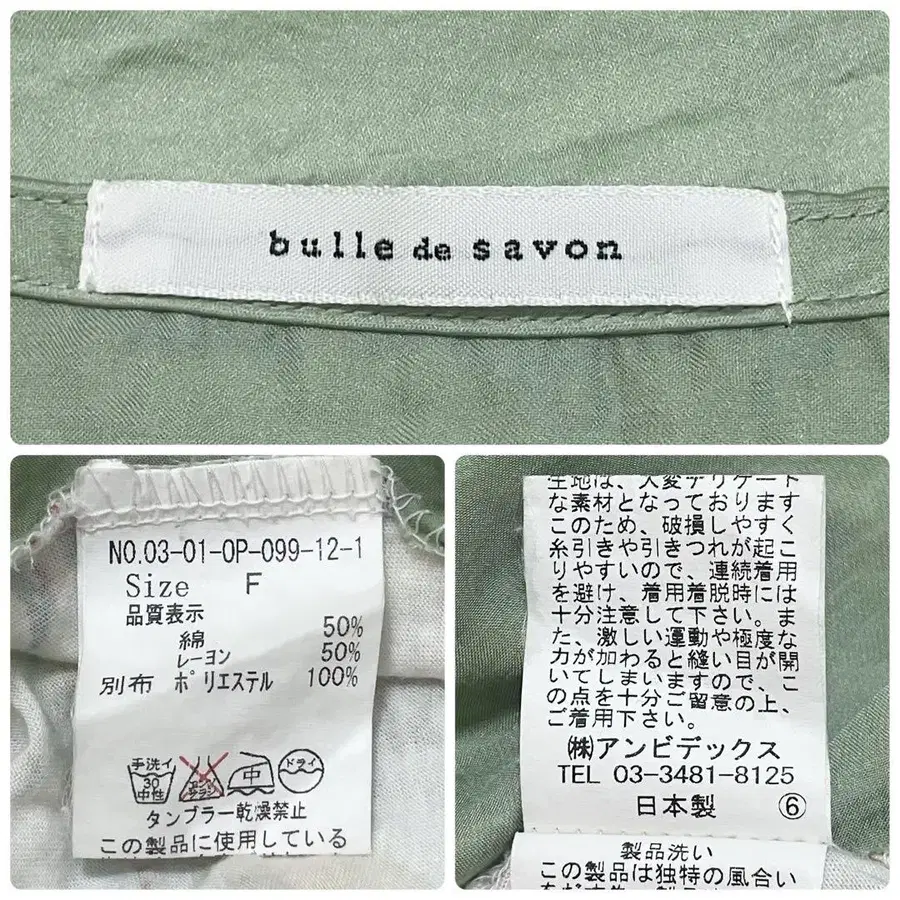 bulle de savon
NO.03-01-OP-099-12-1
Size F
品質表示
綿 50%
レーヨン 50%
別布 ポリエステル 100%
手洗イ
30
中性
エンソ
サラシ
中
ドライ
タンブラー乾燥禁止
この製品に使用している
生地は、大変デリケート
な素材となっております
このため、破損しやすく
糸引きや引きつれが起こ
りやすいので、連続着用
を避け、着用着脱時には
十分注意して下さい。ま
た、激しい運動や極度な
力が加わると縫い目が開
いてしまいますので、こ
の点を十分ご留意の上、
ご着用下さい。
㈱アンビデックス
TEL 03-3481-8125
日本製 ⑥
製品洗い
この製品は独特の風合い